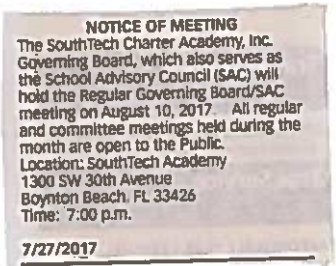 NOTICE OF MEETING
The SouthTech Charter Academy, Inc.
Governing Board, which also serves as
the School Advisory Council (SAC) will
hold the Regular Governing Board/SAC
meeting on August 10, 2017. All regular
and committee meetings held during the
month are open to the Public.
Location: SouthTech Academy
1300 SW 30th Avenue
Boynton Beach, FL 33426
Time: 7:00 p.m.
7/27/2017